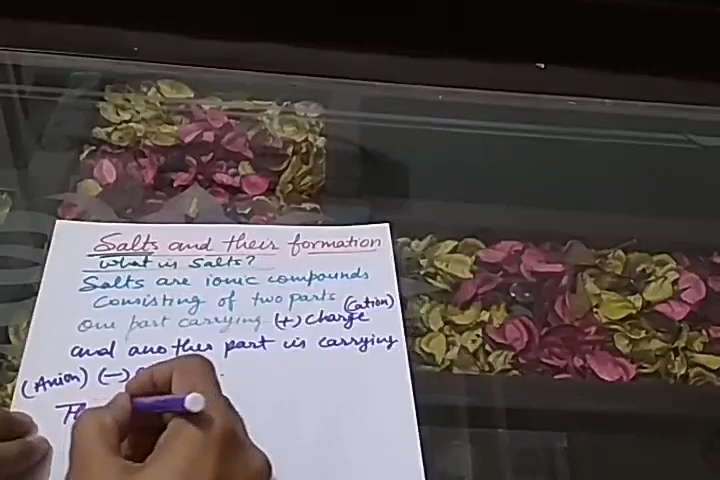 Salts and their formation
What is Salts?
Salts are ionic compounds
consisting of two parts (Cation)
one part carrying (+) charge
and another part is carrying
(Anion) (-)